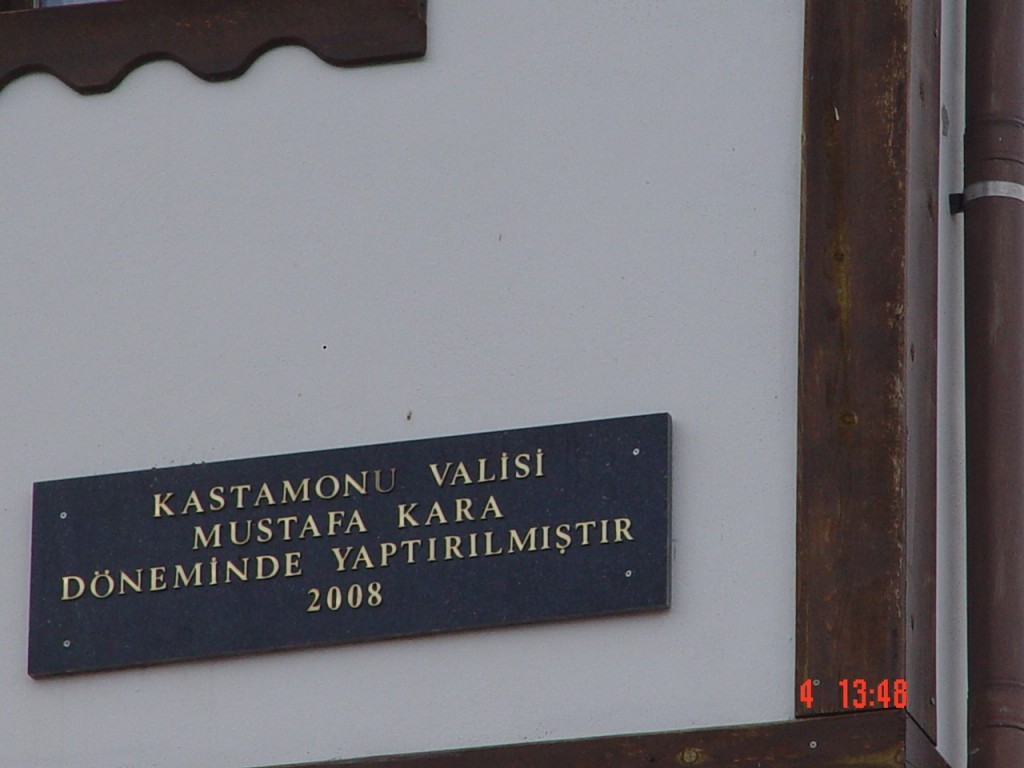 KASTAMONU VALİSİ
MUSTAFA KARA
DÖNEMİNDE YAPTIRILMIŞTIR
2008
4 13:48